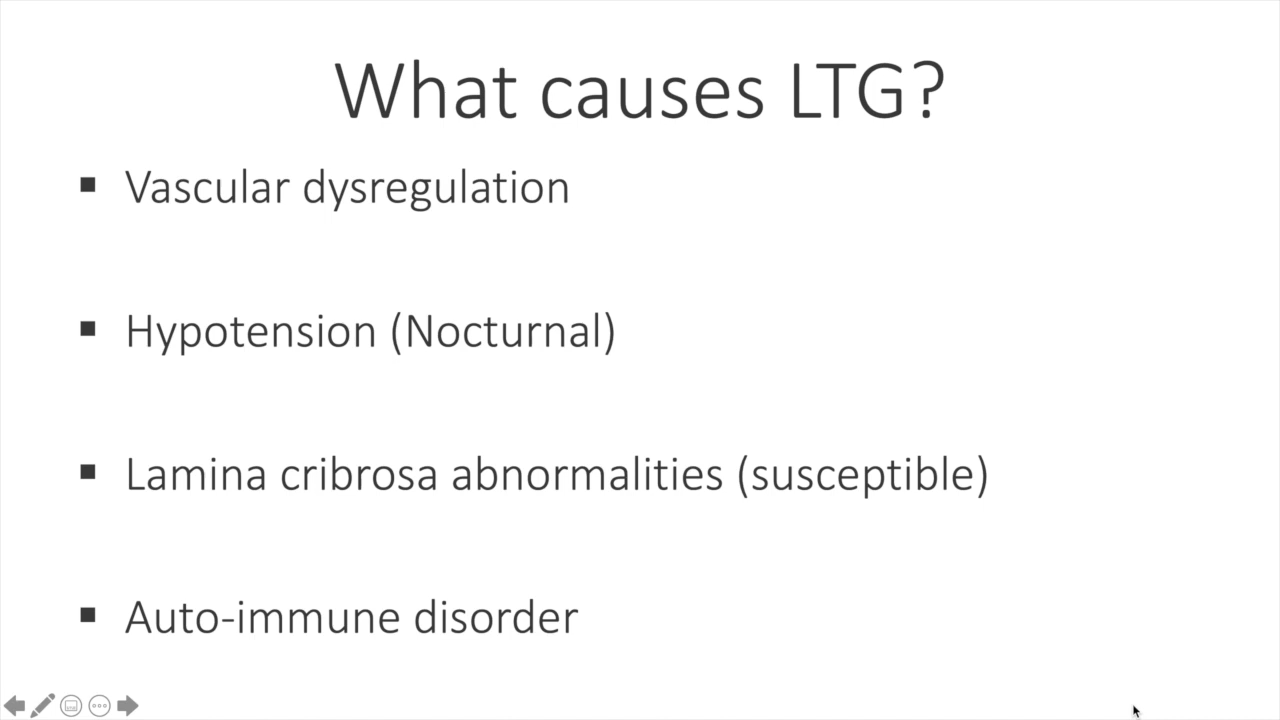 What causes LTG?
▪ Vascular dysregulation
▪ Hypotension (Nocturnal)
▪ Lamina cribrosa abnormalities (susceptible)
▪ Auto-immune disorder